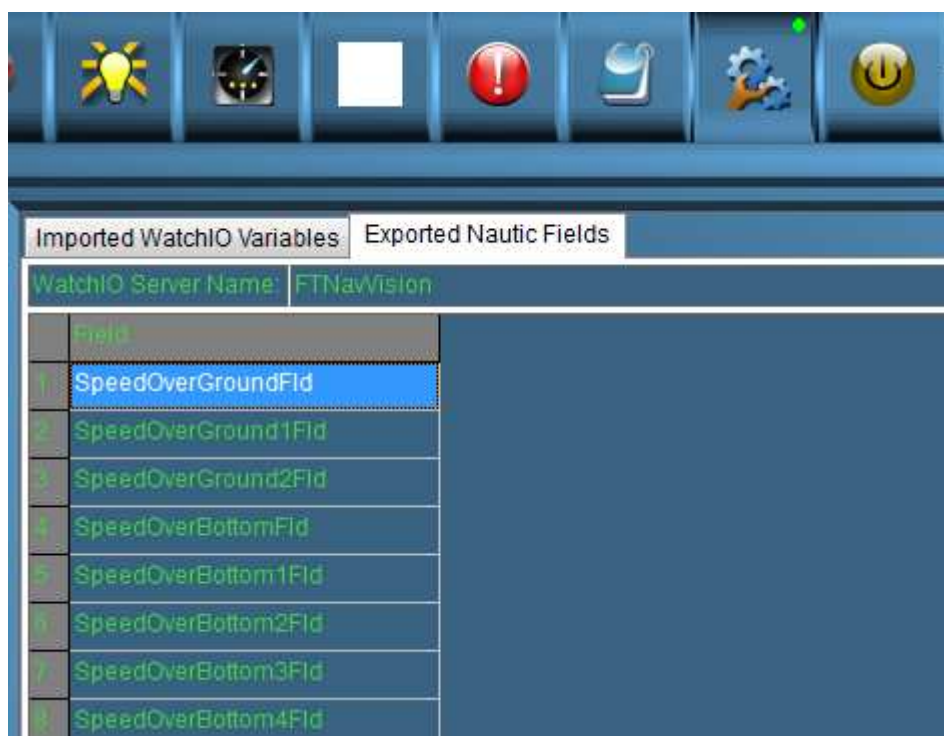 Imported WatchIO Variables Exported Nautic Fields
WatchIO Server Name: FTNavVision
Field
1 SpeedOverGroundFld
2 SpeedOverGround1Fld
3 SpeedOverGround2Fld
4 SpeedOverBottomFld
5 SpeedOverBottom1Fld
6 SpeedOverBottom2Fld
7 SpeedOverBottom3Fld
8 SpeedOverBottom4Fld